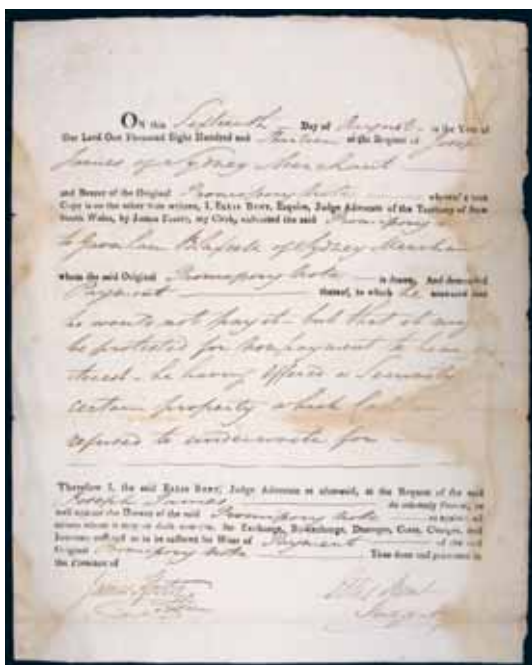 ON this Sixteenth Day of August in the Year of
Our Lord One Thousand Eight Hundred and Thirteen at the Request of Joseph
James of Sydney Merchant
and Bearer of the Original Promissory Note whereof a true
Copy is on the other side written, I, ELLIS BENT, Esquire, Judge Advocate of the Territory of New
South Wales, by James Foster, my Clerk, exhibited the said Promissory
to of Sydney Merchan
whom the said Original Promissory Note is drawn, And demanded
Payment thereof, to which he answered that
he would not pay it - but that it may
be protested for non payment to bear
Interest - he having offered a Security
certain property which
refused to underwrite for
Therefore I, the said ELLIS BENT, Judge Advocate as aforesaid, at the Request of the said
Joseph James do solemnly Protest, as
well against the Drawer of the said Promissory Note as against all
others whom it may or doth concern, for Exchange, Re-exchange, Damages, Costs, Charges, and
Interest suffered or to be suffered for Want of Payment of the said
Original Promissory Note Thus done and protested in
the Presence of
James Foster Ellis Bent